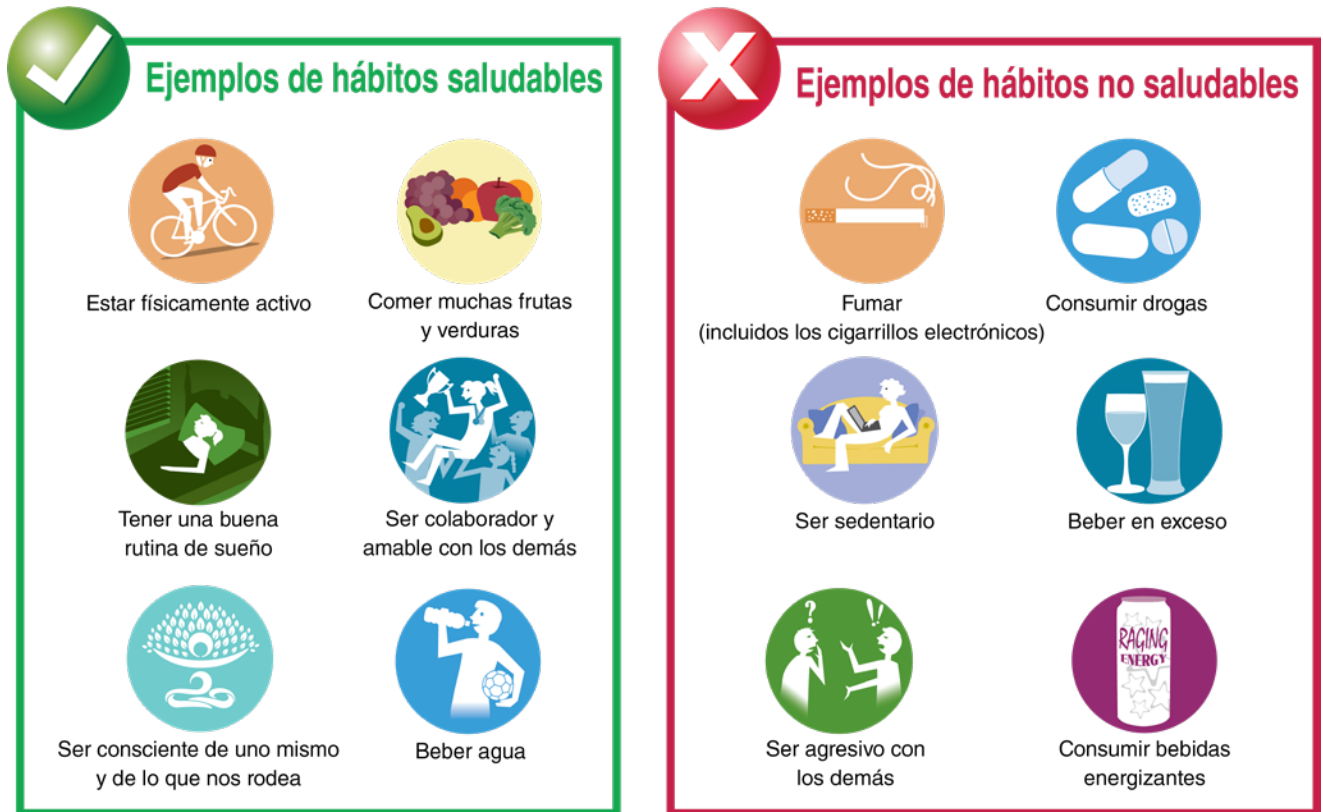 Ejemplos de hábitos saludables
Estar físicamente activo
Comer muchas frutas
y verduras
Tener una buena
rutina de sueño
Ser colaborador y
amable con los demás
Ser consciente de uno mismo
y de lo que nos rodea
Beber agua
Ejemplos de hábitos no saludables
Fumar
(incluidos los cigarrillos electrónicos)
Consumir drogas
Ser sedentario
Beber en exceso
?
!!
Ser agresivo con
los demás
RAGING
ENERGY
Consumir bebidas
energizantes